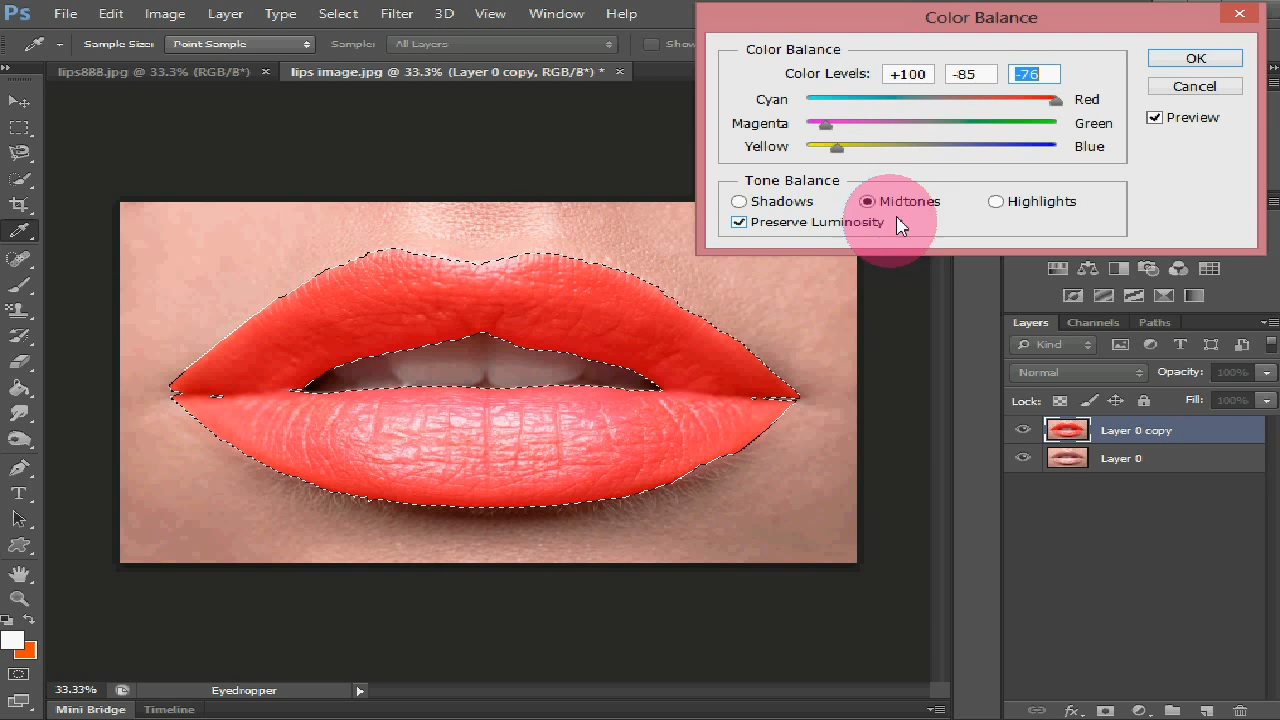 Ps File Edit Image Layer Type Select Filter 3D View Window Help
Color Balance
Sample Size: Point Sample Sample: All Layers Show
lips888.jpg @ 33.3% (RGB/8*) × lips image.jpg @ 33.3% (Layer 0 copy, RGB/8*) * ×
Color Balance
Color Levels: +100 -85 -76
Cyan Red
Magenta Green
Yellow Blue
OK
Cancel
Preview
Tone Balance
Shadows Midtones Highlights
Preserve Luminosity
Layers Channels Paths
Kind
Normal Opacity: 100%
Lock: Fill: 100%
Layer 0 copy
Layer 0
33.33% Eyedropper
Mini Bridge Timeline